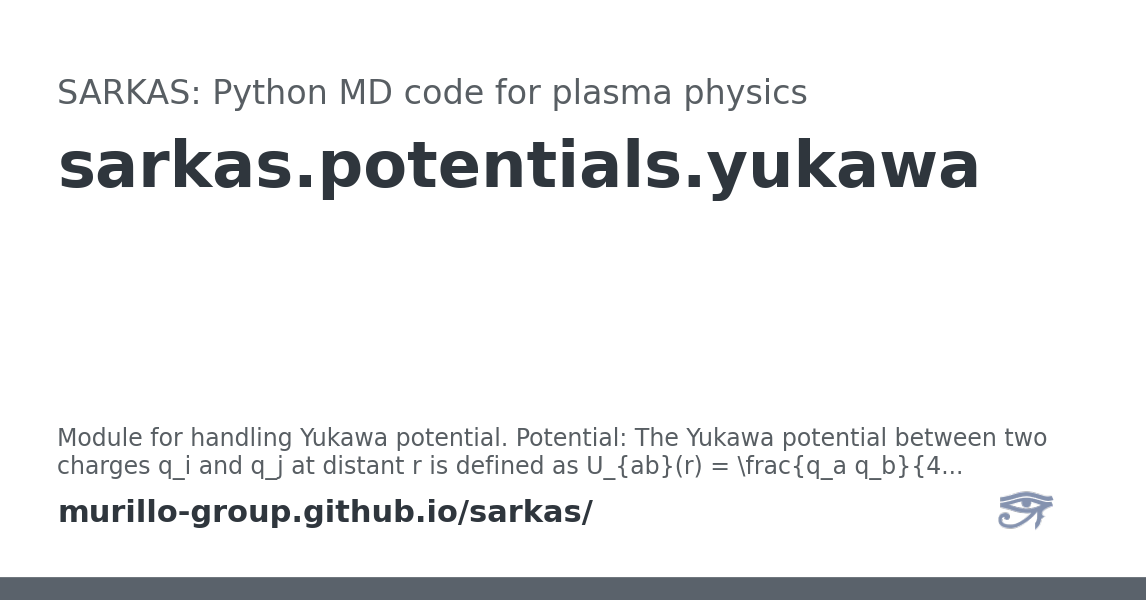 SARKAS: Python MD code for plasma physics
sarkas.potentials.yukawa
Module for handling Yukawa potential. Potential: The Yukawa potential between two
charges q_i and q_j at distant r is defined as U_{ab}(r) = \frac{q_a q_b}{4...
murillo-group.github.io/sarkas/